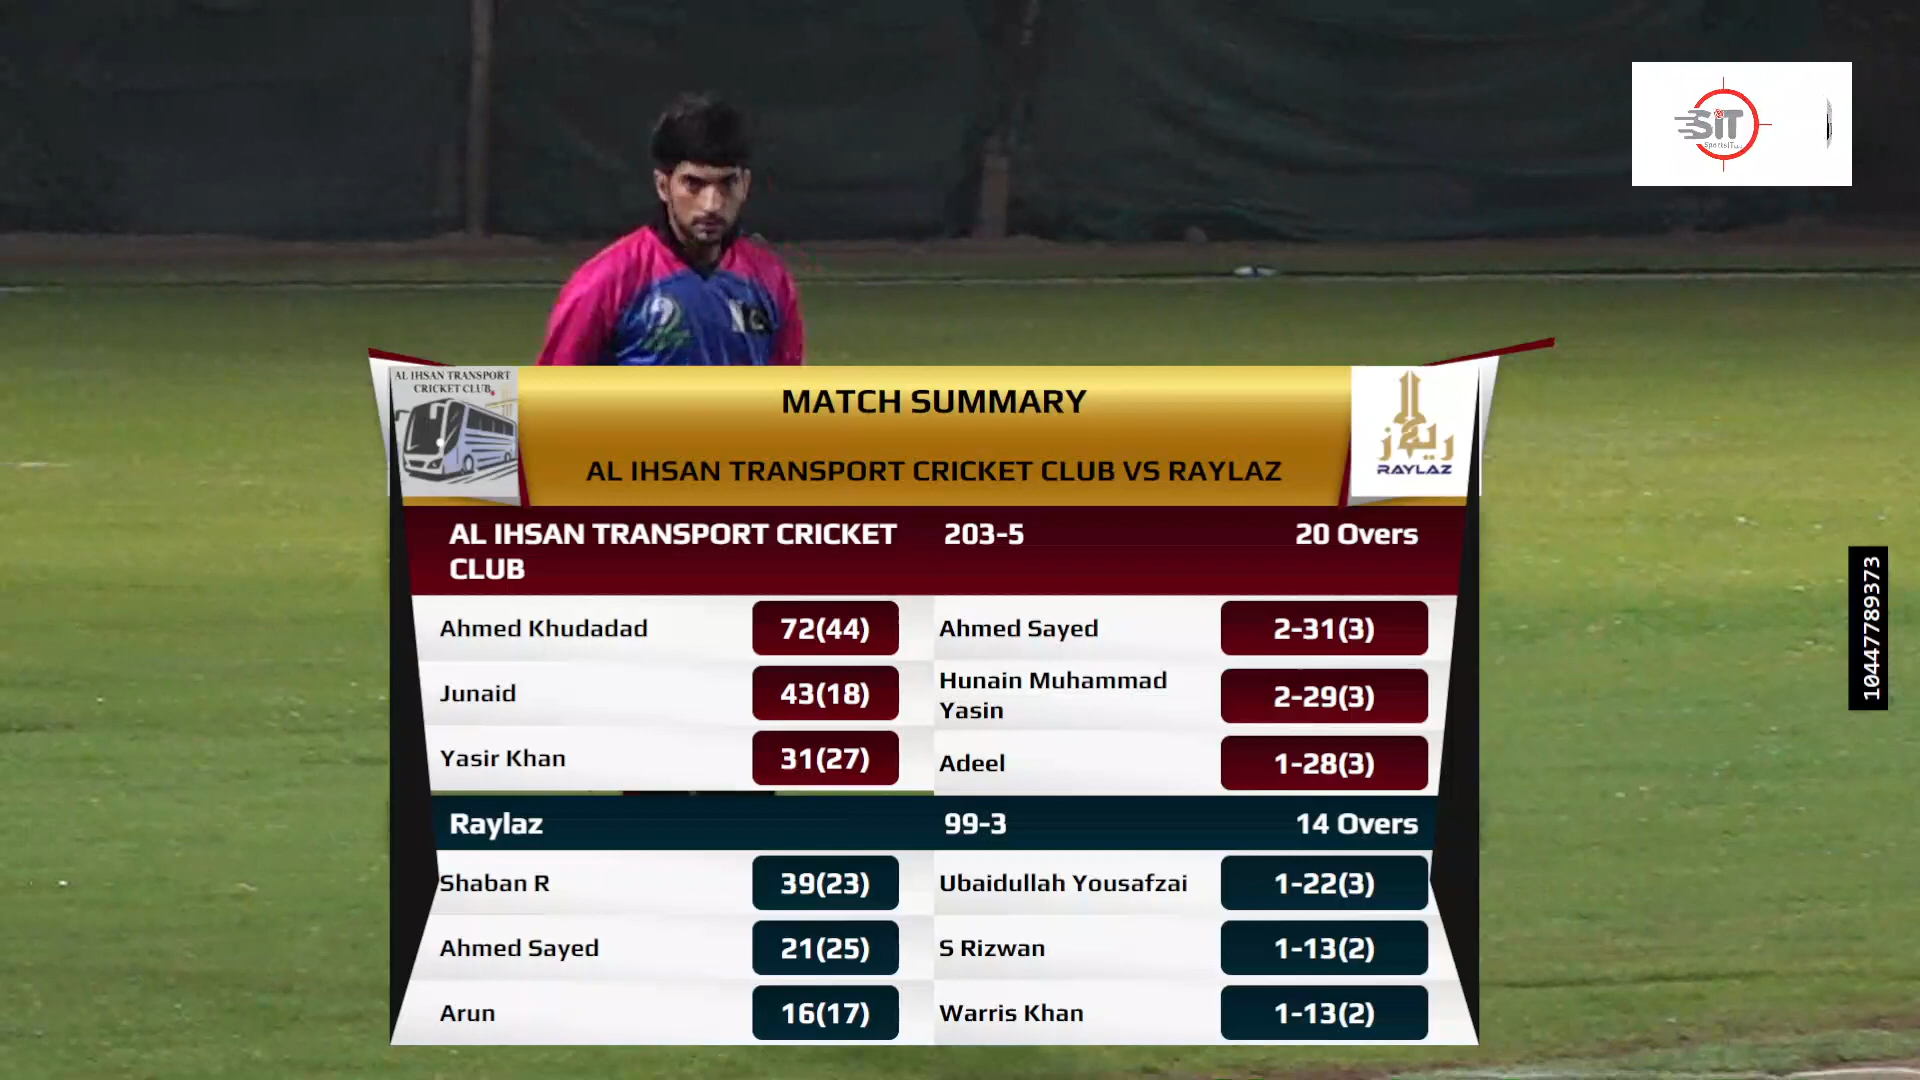 SiT
AL IHSAN TRANSPORT
CRICKET CLUB
MATCH SUMMARY
AL IHSAN TRANSPORT CRICKET CLUB VS RAYLAZ
ريلاز
RAYLAZ
AL IHSAN TRANSPORT CRICKET CLUB 203-5 20 Overs
Ahmed Khudadad 72(44) Ahmed Sayed 2-31(3)
Junaid 43(18) Hunain Muhammad Yasin 2-29(3)
Yasir Khan 31(27) Adeel 1-28(3)
Raylaz 99-3 14 Overs
Shaban R 39(23) Ubaidullah Yousafzai 1-22(3)
Ahmed Sayed 21(25) S Rizwan 1-13(2)
Arun 16(17) Warris Khan 1-13(2)
10447789373